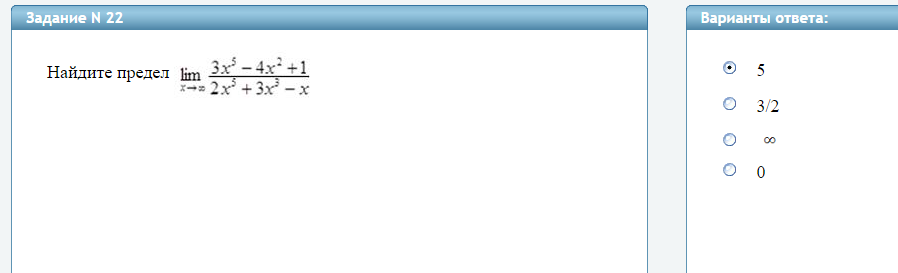 Задание N 22
Найдите предел lim x→∞ (3x⁵ − 4x² + 1)/(2x⁵ + 3x³ − x)
Варианты ответа:
5
3/2
∞
0